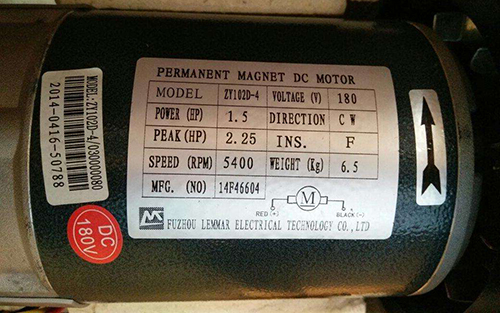 PERMANENT MAGNET DC MOTOR
MODEL ZY102D-4 VOLTAGE (V) 180
POWER (HP) 1.5 DIRECTION C W
PEAK(HP) 2.25 INS. F
SPEED (RPM) 5400 WEIGHT (Kg) 6.5
MFG. (NO) 14F46604
M
RED(+) BLACK(-)
FUZHOU LEMMAR ELECTRICAL TECHNOLOGY CO., LTD
MODEL:ZY102D-4/030000080
2014-0416-50788
DC
180V